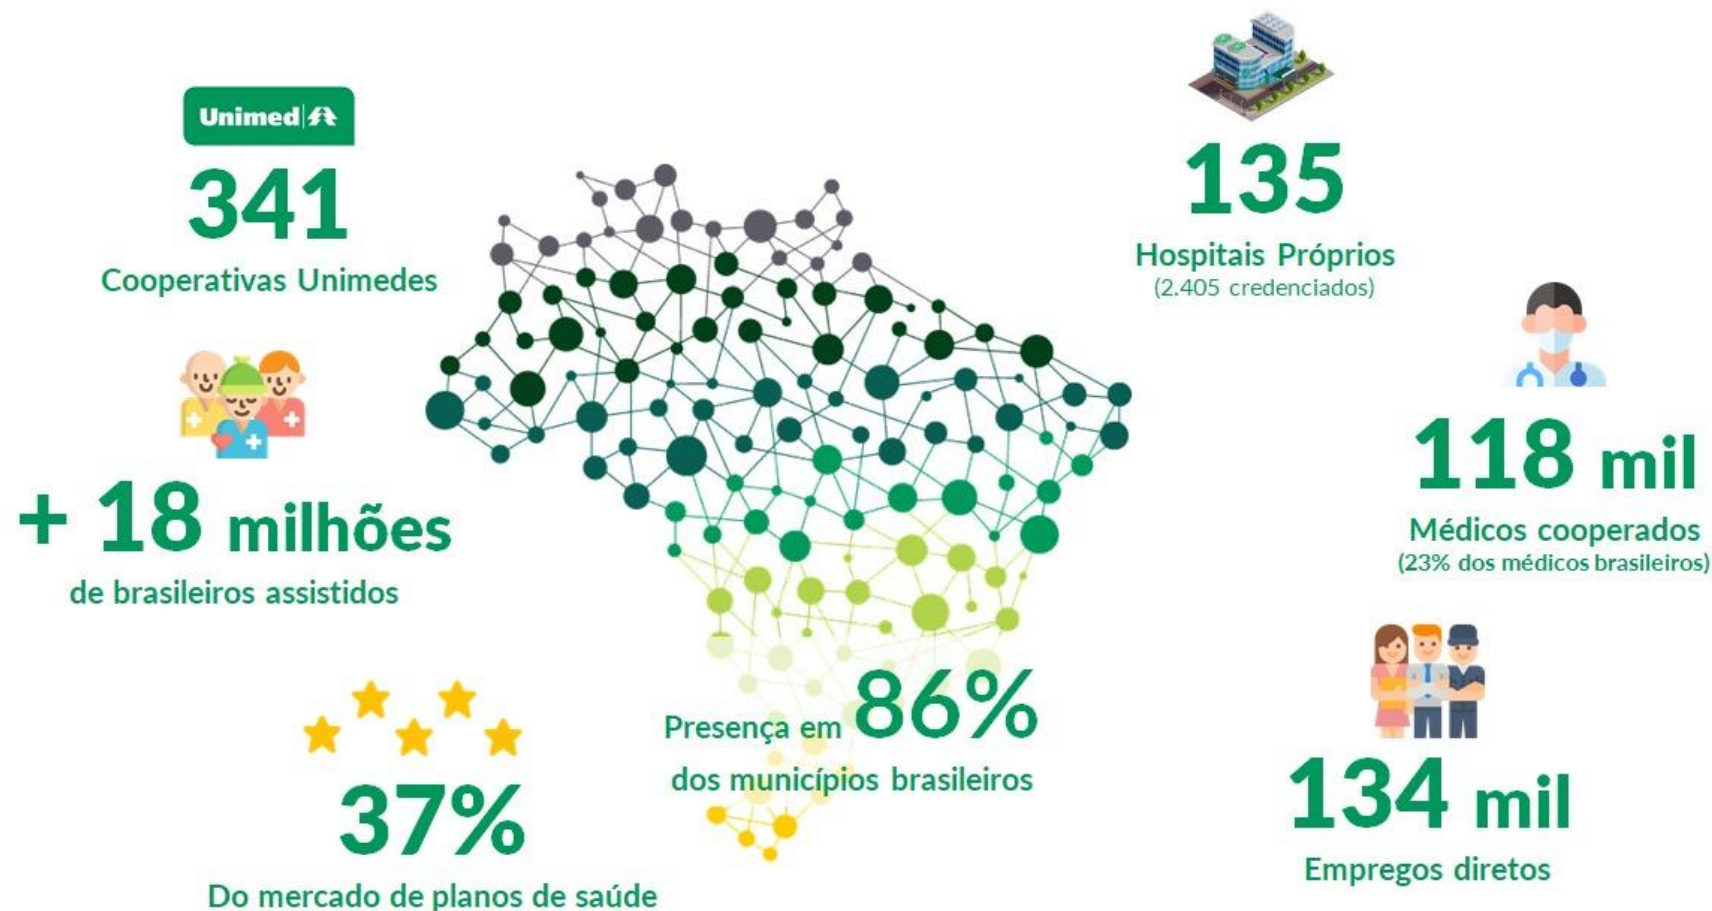 Unimed
341
Cooperativas Unimedes
+ 18 milhões
de brasileiros assistidos
37%
Do mercado de planos de saúde
Presença em 86%
dos municípios brasileiros
135
Hospitais Próprios
(2.405 credenciados)
118 mil
Médicos cooperados
(23% dos médicos brasileiros)
134 mil
Empregos diretos